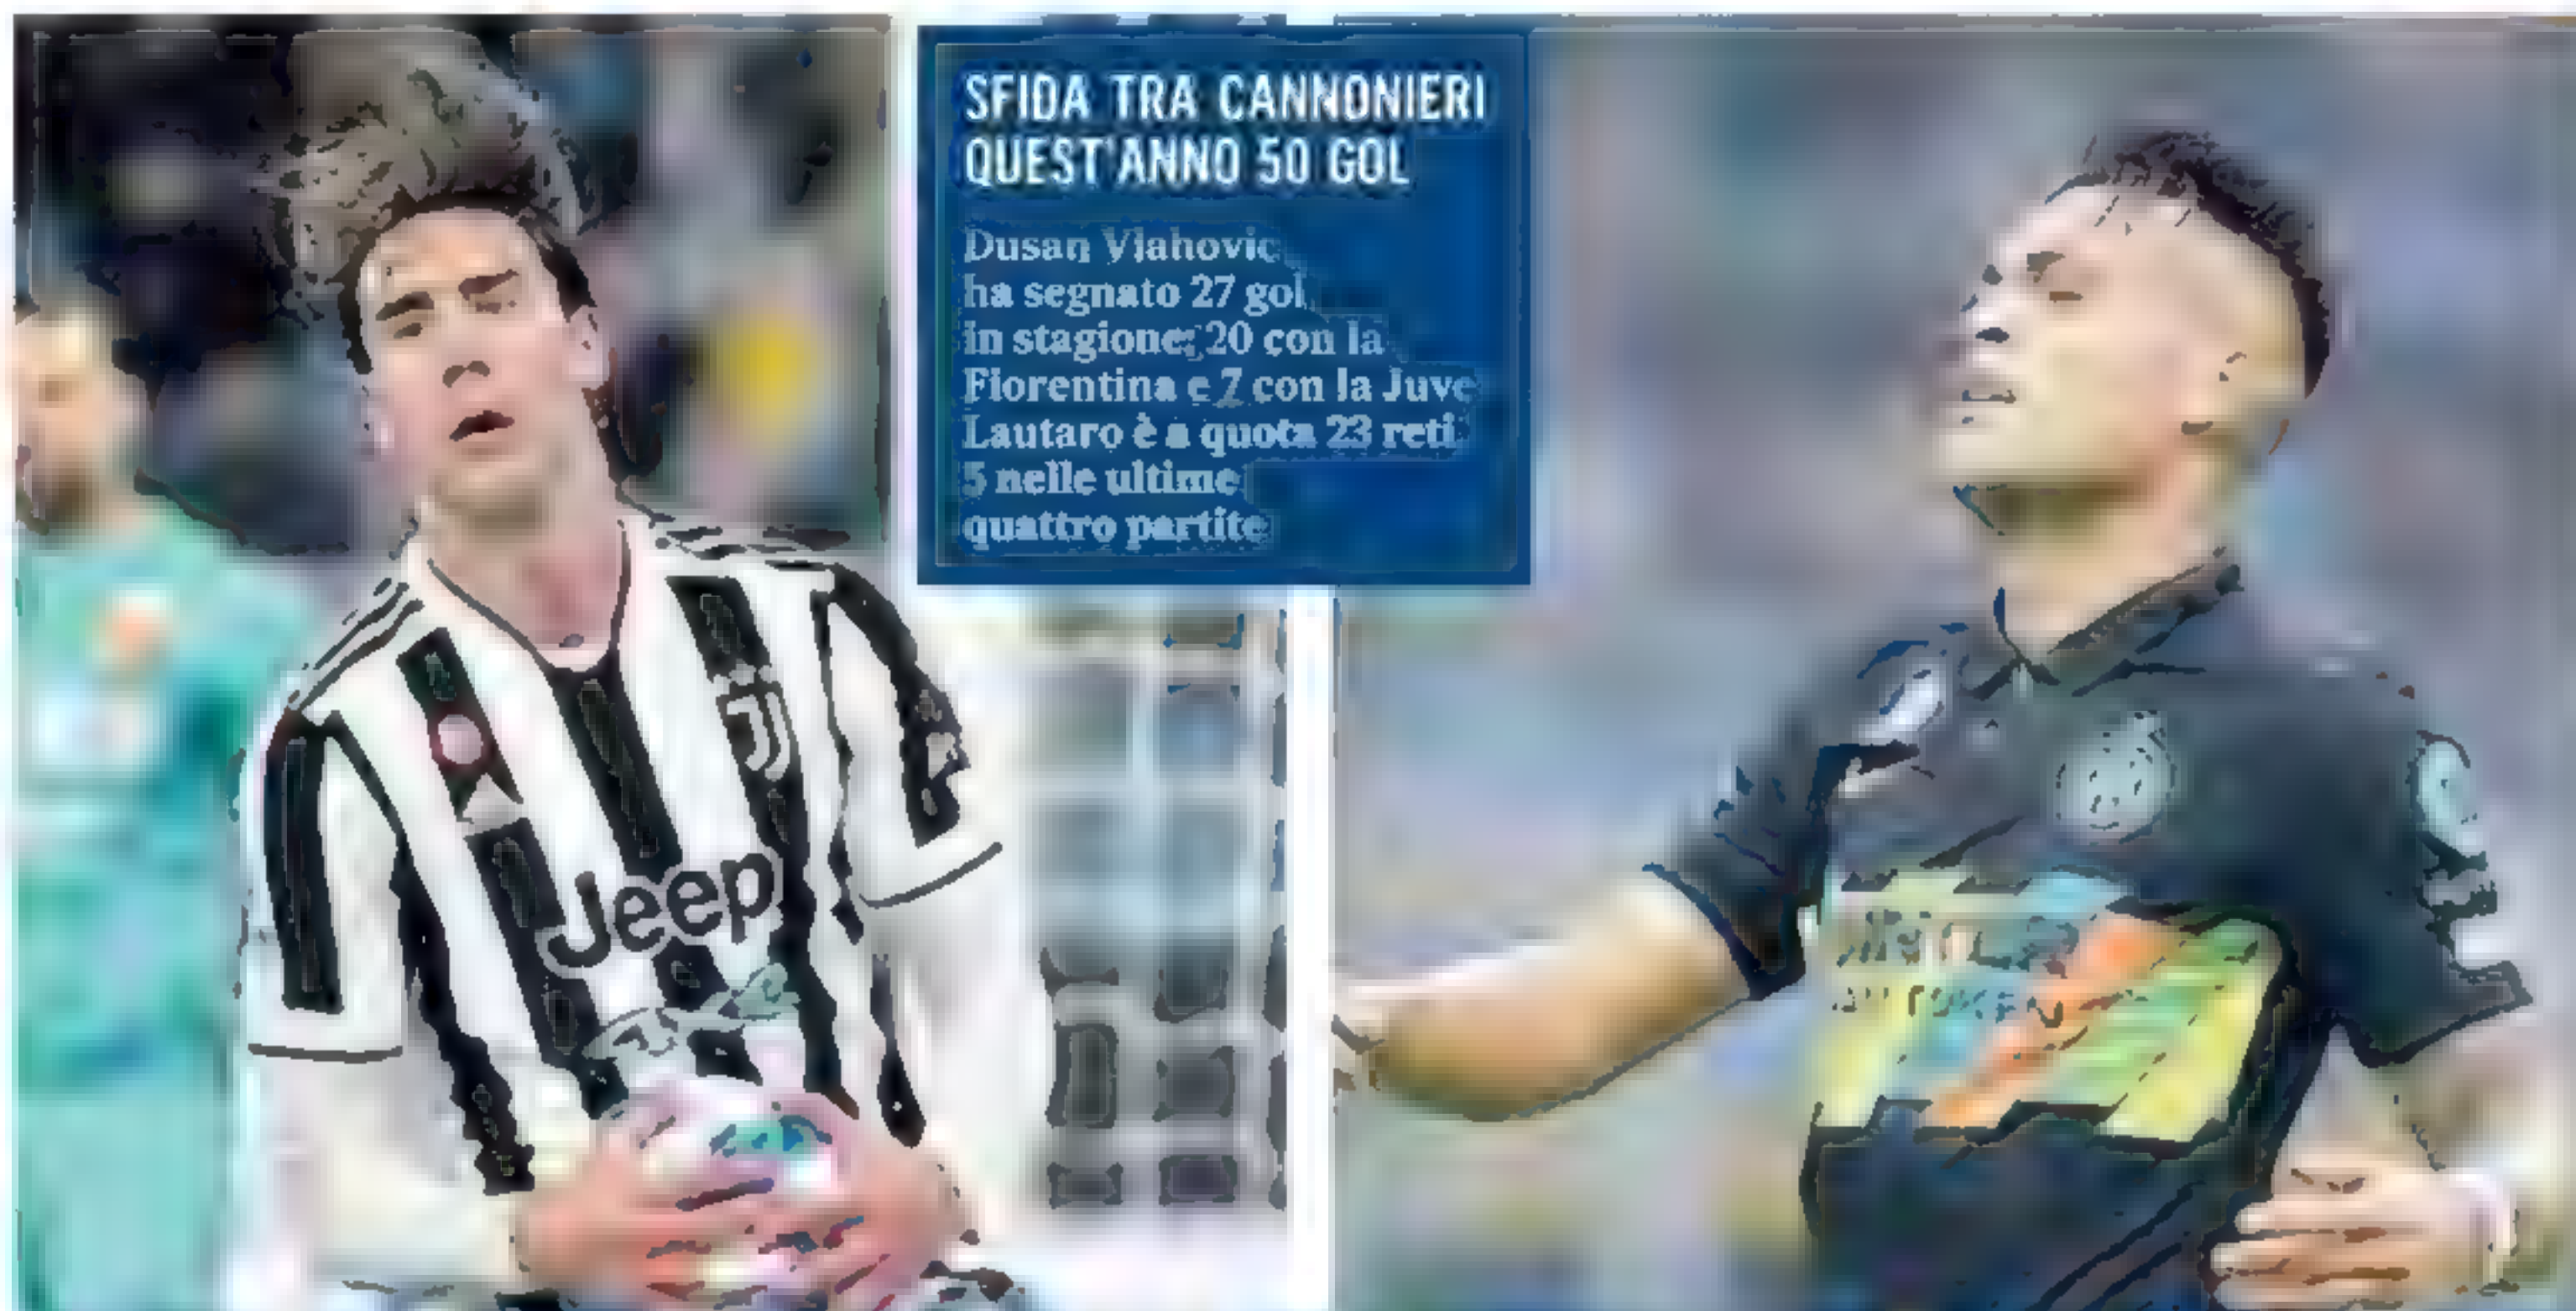 SFIDA TRA CANNONIERI
QUEST'ANNO 50 GOL
Dusan Vlahovic
ha segnato 27 gol
in stagione: 20 con la
Fiorentina e 7 con la Juve
Lautaro è a quota 23 reti
5 nelle ultime
quattro partite
Jeep